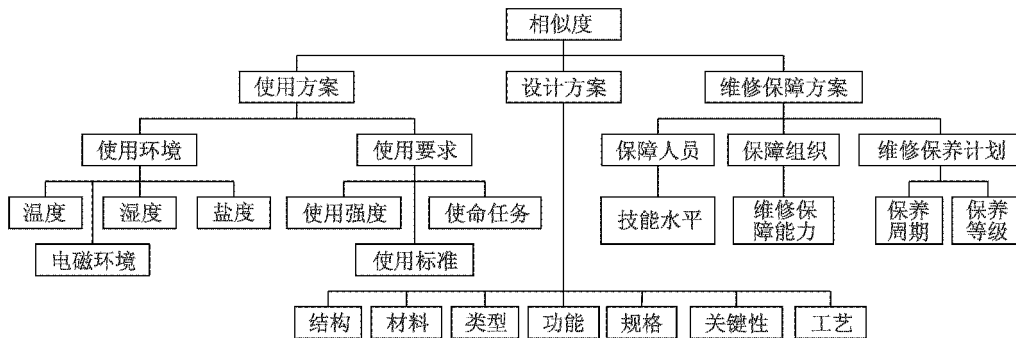 相似度
使用方案
设计方案
维修保障方案
使用环境
使用要求
保障人员
保障组织
维修保养计划
温度
湿度
盐度
使用强度
使命任务
技能水平
维修保
障能力
保养
周期
保养
等级
电磁环境
使用标准
结构
材料
类型
功能
规格
关键性
工艺